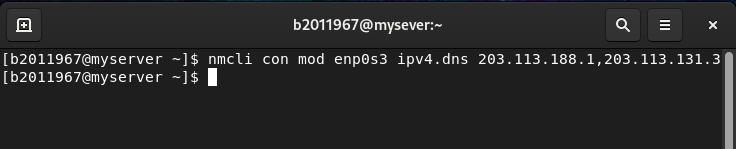 b2011967@mysever:~
[b2011967@myserver ~]$ nmcli con mod enp0s3 ipv4.dns 203.113.188.1,203.113.131.3
[b2011967@myserver ~]$